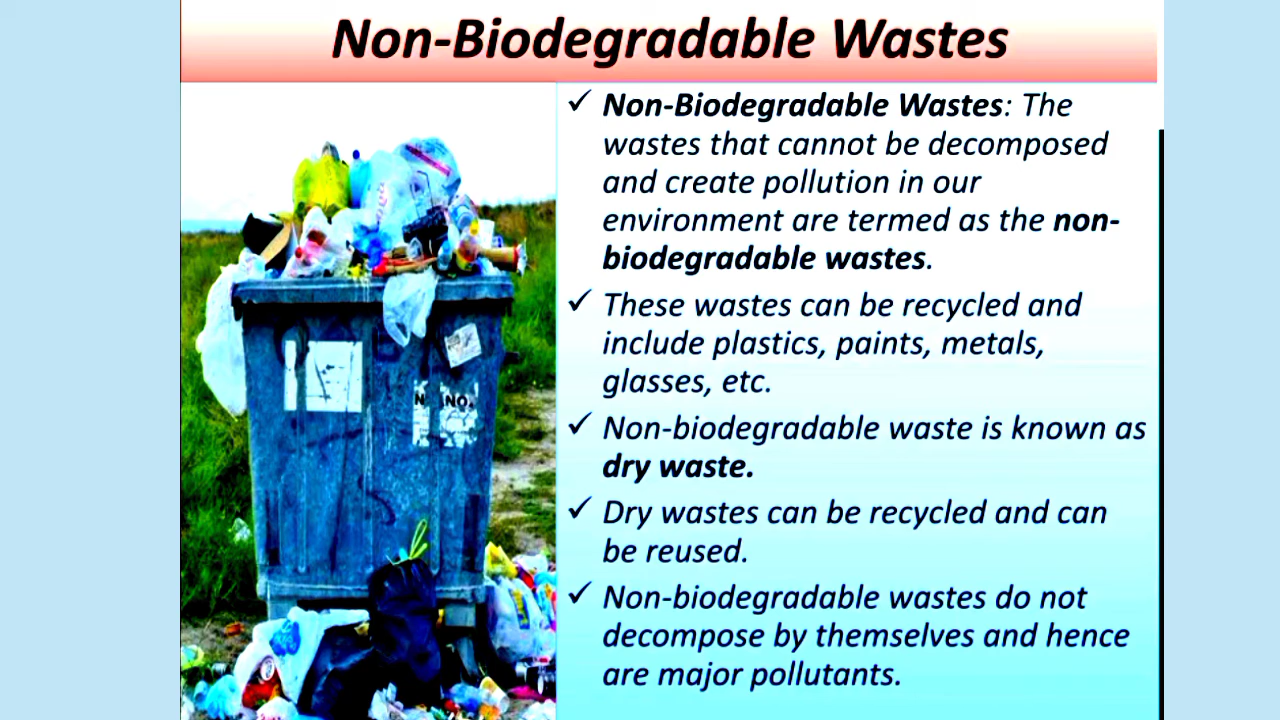 Non-Biodegradable Wastes
✓ Non-Biodegradable Wastes: The
wastes that cannot be decomposed
and create pollution in our
environment are termed as the non-
biodegradable wastes.
✓ These wastes can be recycled and
include plastics, paints, metals,
glasses, etc.
✓ Non-biodegradable waste is known as
dry waste.
✓ Dry wastes can be recycled and can
be reused.
✓ Non-biodegradable wastes do not
decompose by themselves and hence
are major pollutants.